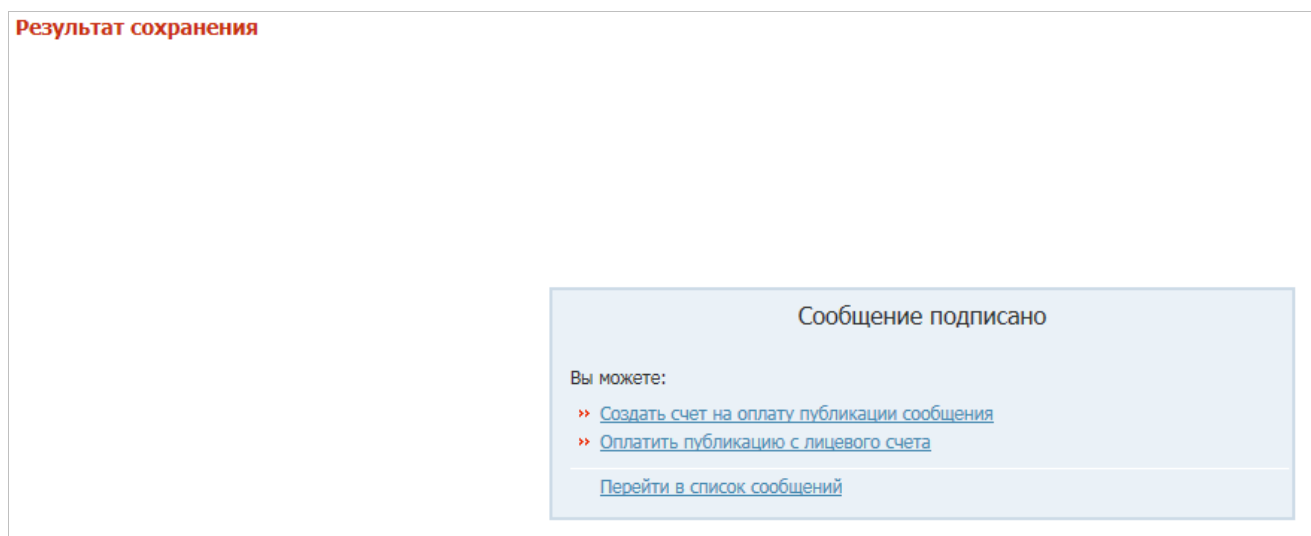 Результат сохранения
Сообщение подписано
Вы можете:
Создать счет на оплату публикации сообщения
Оплатить публикацию с лицевого счета
Перейти в список сообщений